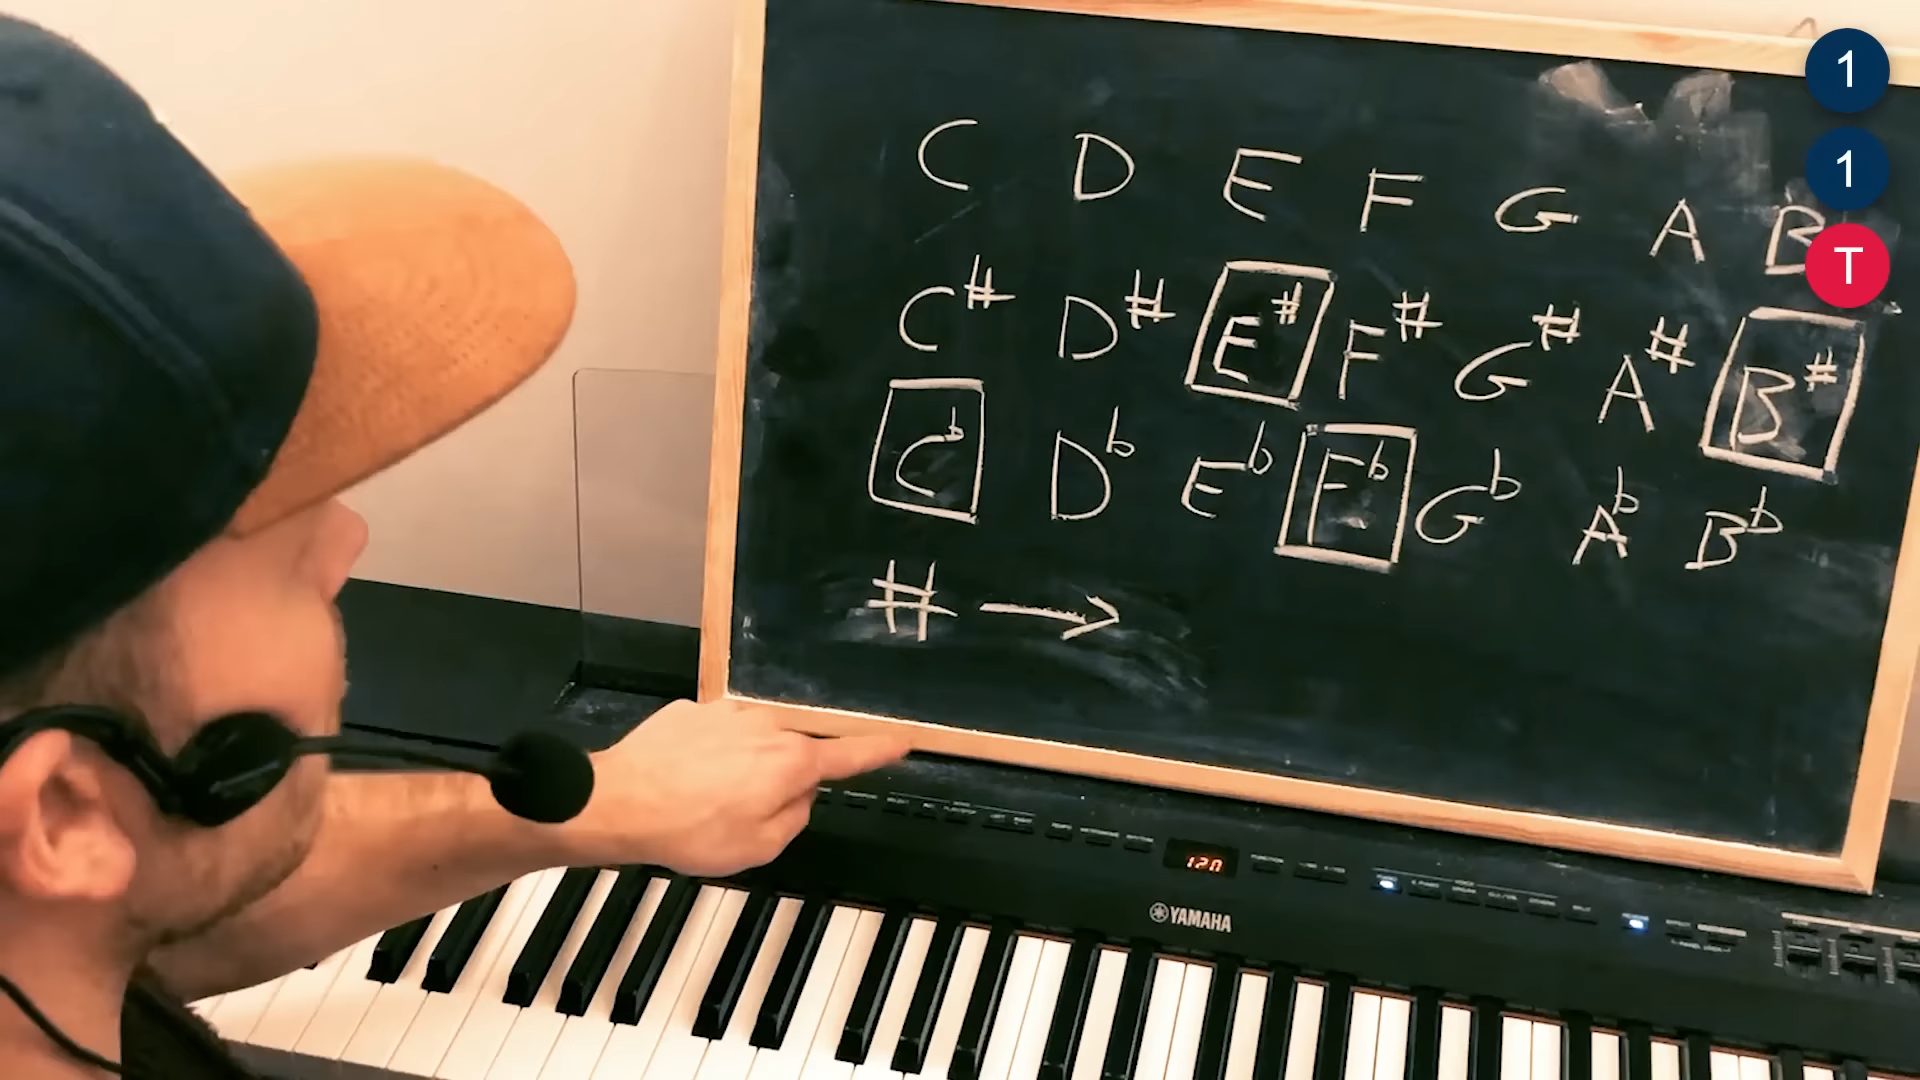 C D E F G A B
C# D# E# F# G# A# B#
Cb Db Eb Fb Gb Ab Bb
# →
1
1
T
120
YAMAHA